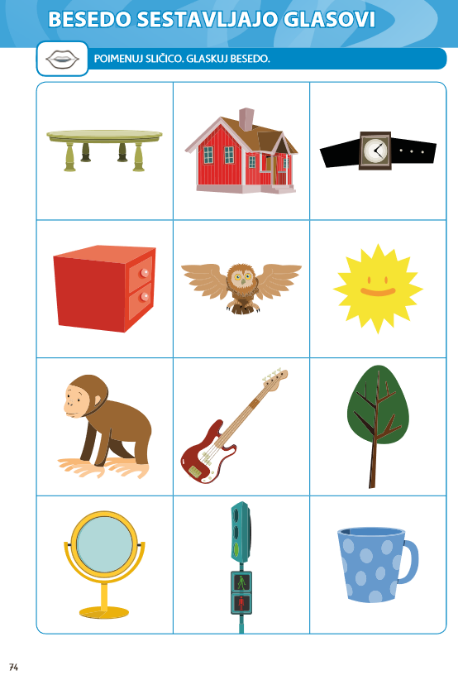 BESEDO SESTAVLJAJO GLASOVI
POIMENUJ SLIČICO. GLASKUJ BESEDO.
74